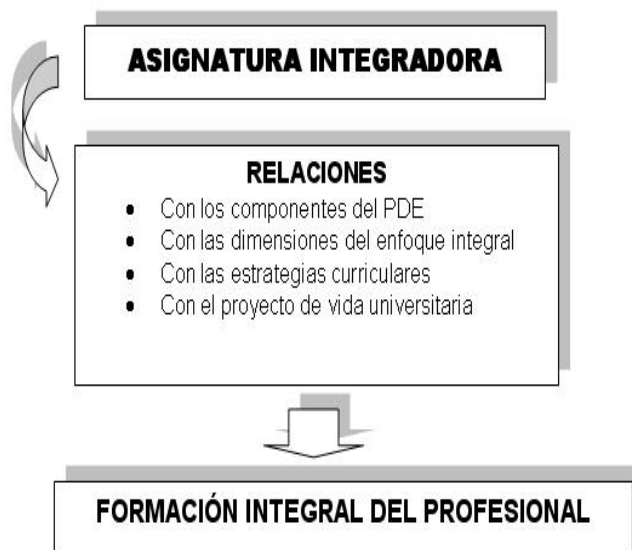 ASIGNATURA INTEGRADORA
RELACIONES
• Con los componentes del PDE
• Con las dimensiones del enfoque integral
• Con las estrategias curriculares
• Con el proyecto de vida universitaria
FORMACIÓN INTEGRAL DEL PROFESIONAL